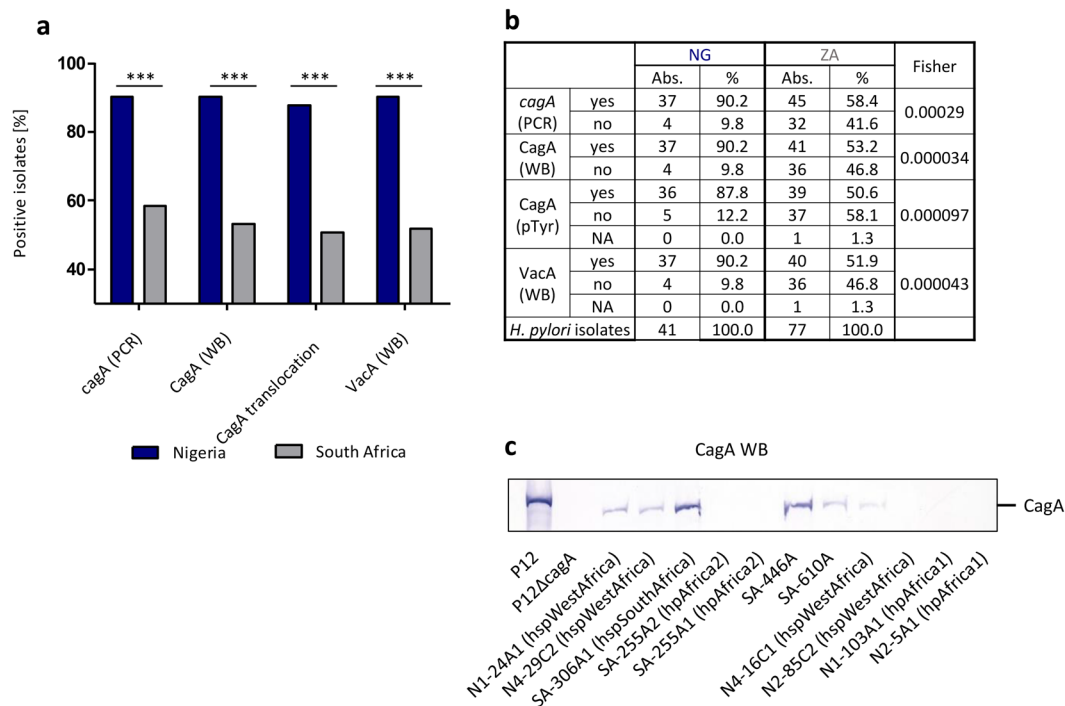 a
Positive isolates [%]
100
80
60
40
***
***
***
***
cagA (PCR)
CagA (WB)
CagA translocation
VacA (WB)
Nigeria
South Africa
b
NG ZA Fisher
Abs. % Abs. %
cagA (PCR) yes 37 90.2 45 58.4 0.00029
no 4 9.8 32 41.6
CagA (WB) yes 37 90.2 41 53.2 0.000034
no 4 9.8 36 46.8
CagA (pTyr) yes 36 87.8 39 50.6 0.000097
no 5 12.2 37 58.1
NA 0 0.0 1 1.3
VacA (WB) yes 37 90.2 40 51.9 0.000043
no 4 9.8 36 46.8
NA 0 0.0 1 1.3
H. pylori isolates 41 100.0 77 100.0
c
CagA WB
CagA
P12
P12ΔcagA
N1-24A1 (hspWestAfrica)
N4-29C2 (hspWestAfrica)
SA-306A1 (hspSouthAfrica)
SA-255A2 (hpAfrica2)
SA-255A1 (hpAfrica2)
SA-446A
SA-610A
N4-16C1 (hspWestAfrica)
N2-85C2 (hspWestAfrica)
N1-103A1 (hpAfrica1)
N2-5A1 (hpAfrica1)